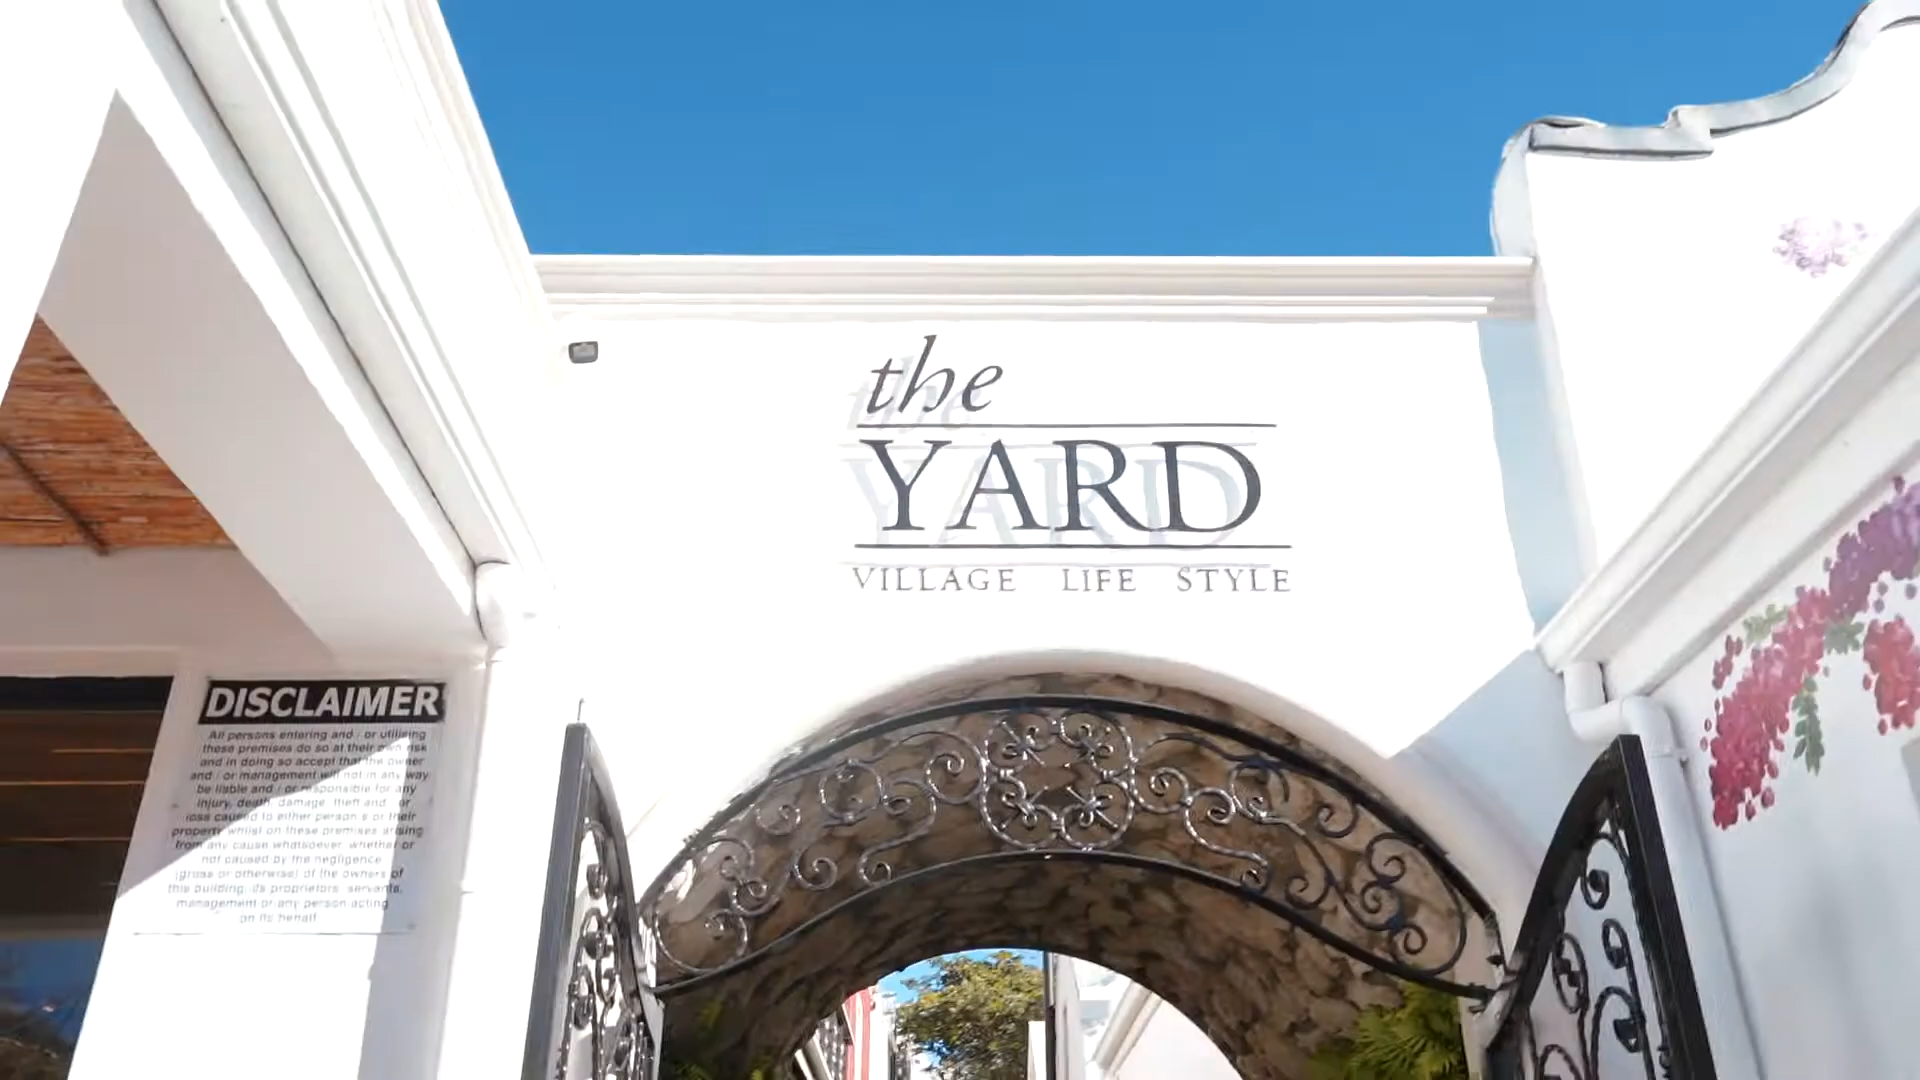 the
YARD
VILLAGE LIFE STYLE
DISCLAIMER
All persons entering and / or utilising
these premises do so at their own risk
and in doing so accept that the owner
and / or management will not in any way
be liable and / or responsible for any
injury, death, damage, theft and / or
loss caused to either person's or their
property whilst on these premises arising
from any cause whatsoever, whether or
not caused by the negligence
(gross or otherwise) of the owners of
this building, its proprietors, servants,
management or any person acting
on its behalf